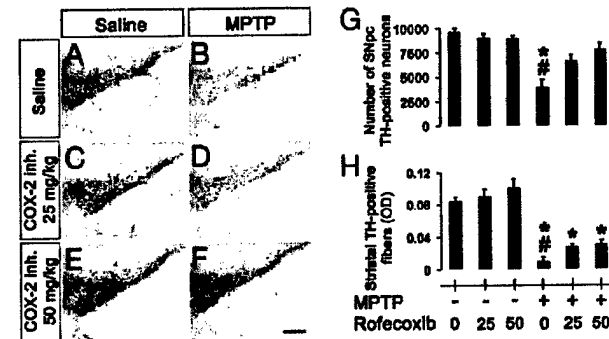 Saline MPTP
Saline
COX-2 inh.
25 mg/kg
COX-2 inh.
50 mg/kg
A B
C D
E F
G
Number of SNpc
TH-positive neurons
10000
7500
5000
2500
0
*
#
H
Striatal TH-positive
fibers (OD)
0.12
0.08
0.04
0
*
#
*
*
MPTP - - - + + +
Rofecoxib 0 25 50 0 25 50